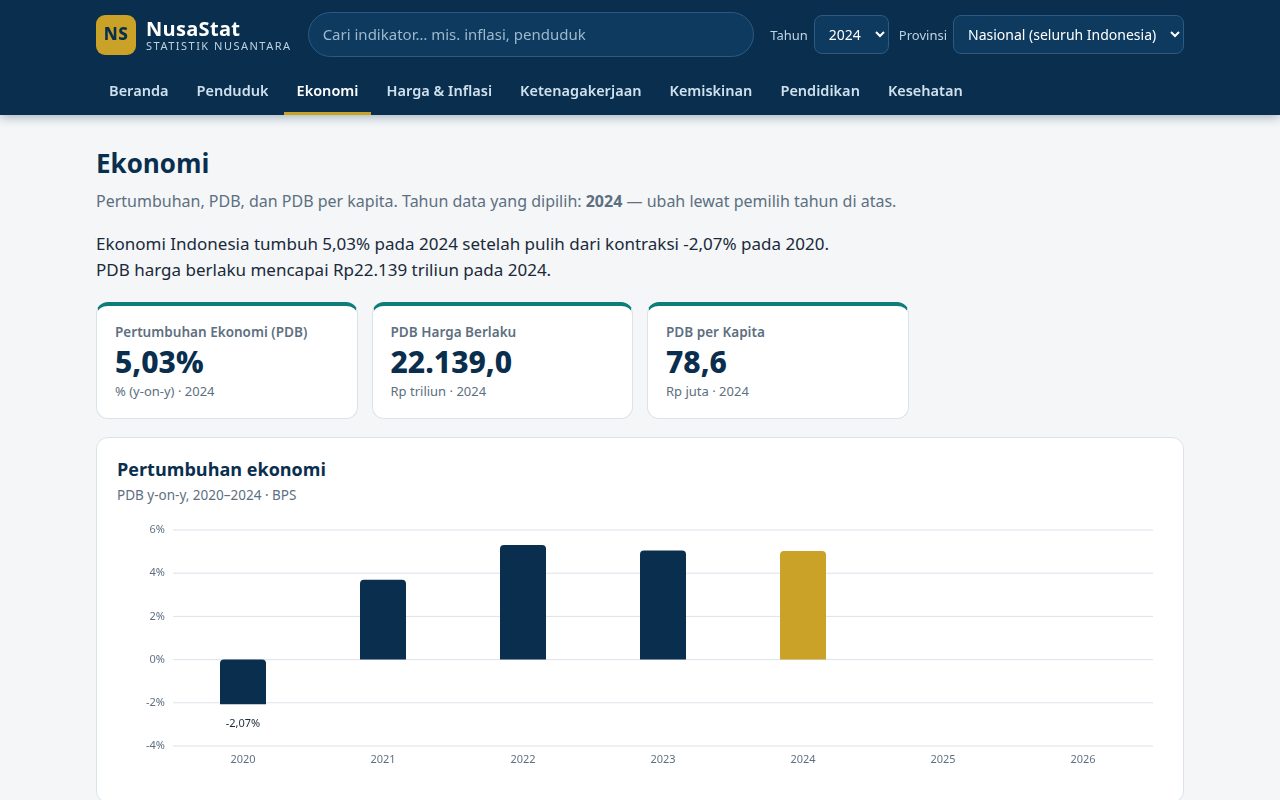 NS
NusaStat
STATISTIK NUSANTARA
Cari indikator... mis. inflasi, penduduk
Tahun
2024
Provinsi
Nasional (seluruh Indonesia)
Beranda
Penduduk
Ekonomi
Harga & Inflasi
Ketenagakerjaan
Kemiskinan
Pendidikan
Kesehatan
Ekonomi
Pertumbuhan, PDB, dan PDB per kapita. Tahun data yang dipilih: 2024 — ubah lewat pemilih tahun di atas.
Ekonomi Indonesia tumbuh 5,03% pada 2024 setelah pulih dari kontraksi -2,07% pada 2020.
PDB harga berlaku mencapai Rp22.139 triliun pada 2024.
Pertumbuhan Ekonomi (PDB)
5,03%
% (y-on-y) · 2024
PDB Harga Berlaku
22.139,0
Rp triliun · 2024
PDB per Kapita
78,6
Rp juta · 2024
Pertumbuhan ekonomi
PDB y-on-y, 2020–2024 · BPS
6%
4%
2%
0%
-2%
-2,07%
-4%
2020
2021
2022
2023
2024
2025
2026